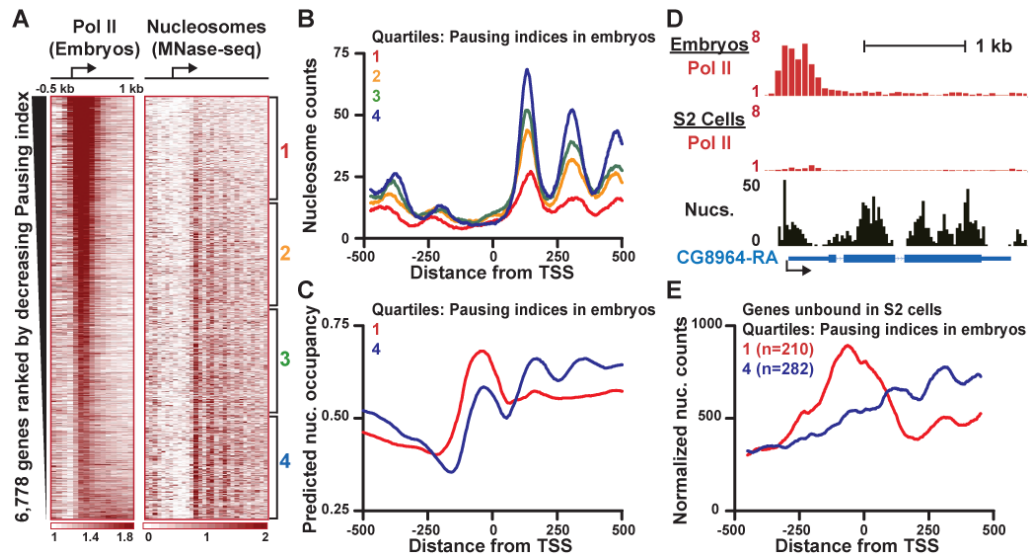 A
Pol II
(Embryos)
Nucleosomes
(MNase-seq)
-0.5 kb
1 kb
6,778 genes ranked by decreasing Pausing index
1
2
3
4
1
1.4
1.8
0
1
2
B
Quartiles: Pausing indices in embryos
1
2
3
4
Nucleosome counts
75
50
25
0
-500
-250
0
250
500
Distance from TSS
C
Quartiles: Pausing indices in embryos
1
4
Predicted nuc. occupancy
0.75
0.50
0.25
-500
-250
0
250
500
Distance from TSS
D
Embryos
Pol II
8
1
1 kb
S2 Cells
Pol II
8
1
Nucs.
50
0
CG8964-RA
E
Genes unbound in S2 cells
Quartiles: Pausing indices in embryos
1 (n=210)
4 (n=282)
Normalized nuc. counts
1000
500
0
-500
-250
0
250
500
Distance from TSS